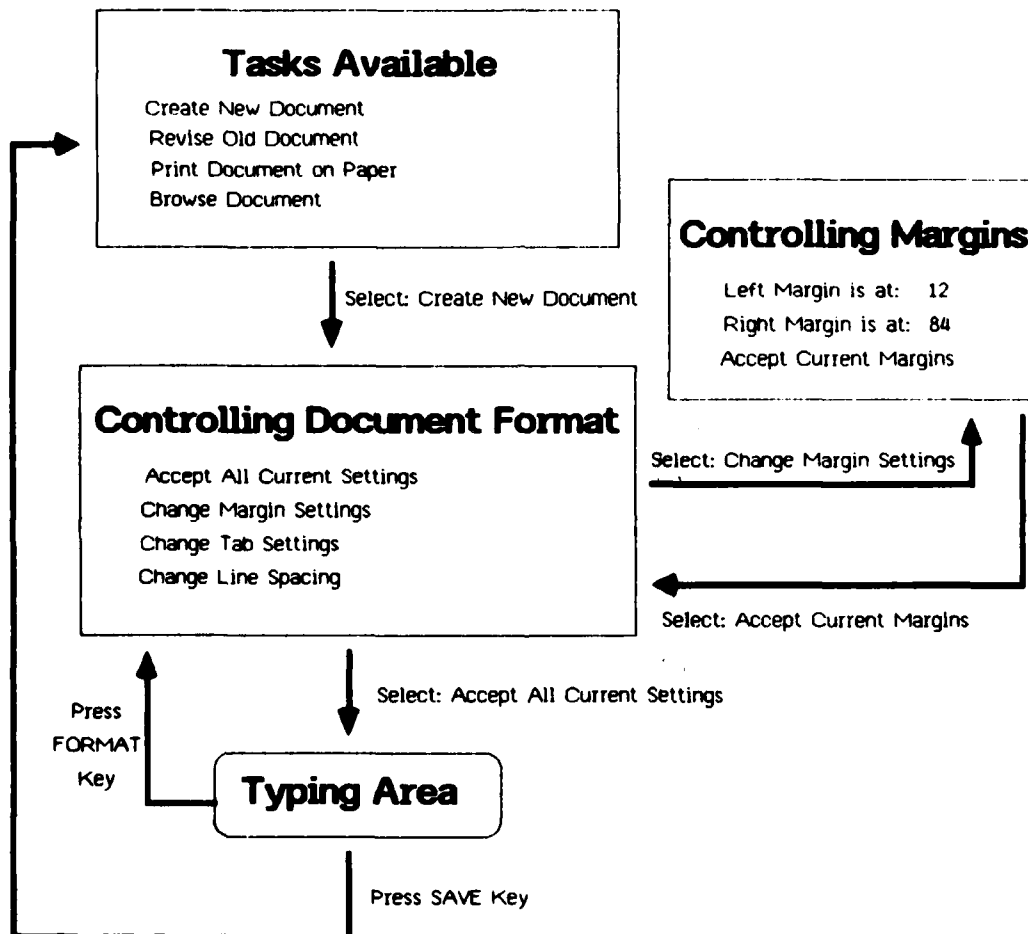 Tasks Available
Create New Document
Revise Old Document
Print Document on Paper
Browse Document
Select: Create New Document
Controlling Margins
Left Margin is at: 12
Right Margin is at: 84
Accept Current Margins
Controlling Document Format
Accept All Current Settings
Change Margin Settings
Change Tab Settings
Change Line Spacing
Select: Change Margin Settings
Select: Accept Current Margins
Select: Accept All Current Settings
Press
FORMAT
Key
Typing Area
Press SAVE Key